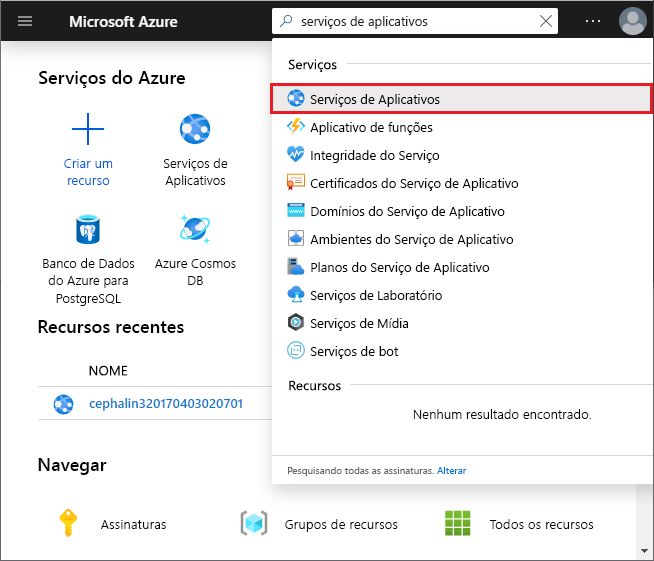 Microsoft Azure
serviços de aplicativos
Serviços do Azure
Criar um
recurso
Serviços de
Aplicativos
Banco de Dados
do Azure para
PostgreSQL
Azure Cosmos
DB
Recursos recentes
NOME
cephalin320170403020701
Navegar
Assinaturas
Grupos de recursos
Todos os recursos
Serviços
Serviços de Aplicativos
Aplicativo de funções
Integridade do Serviço
Certificados do Serviço de Aplicativo
Domínios do Serviço de Aplicativo
Ambientes do Serviço de Aplicativo
Planos do Serviço de Aplicativo
Serviços de Laboratório
Serviços de Mídia
Serviços de bot
Recursos
Nenhum resultado encontrado.
Pesquisando todas as assinaturas. Alterar